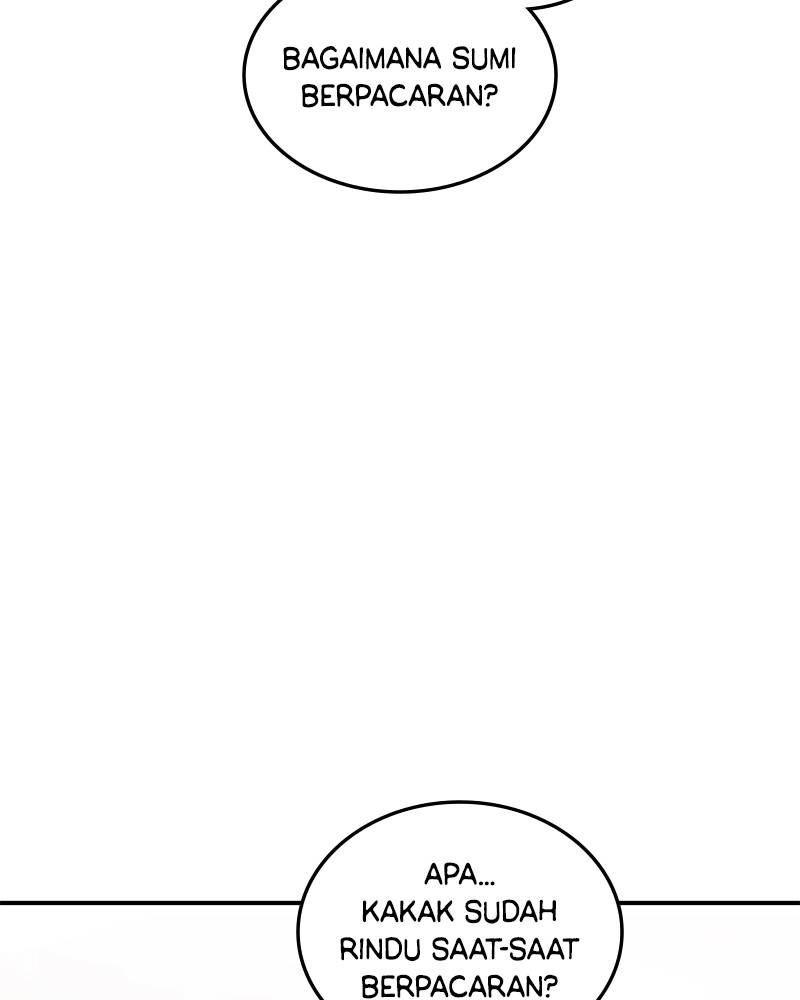 BAGAIMANA SUMI
BERPACARAN?
APA...
KAKAK SUDAH
RINDU SAAT-SAAT
BERPACARAN?